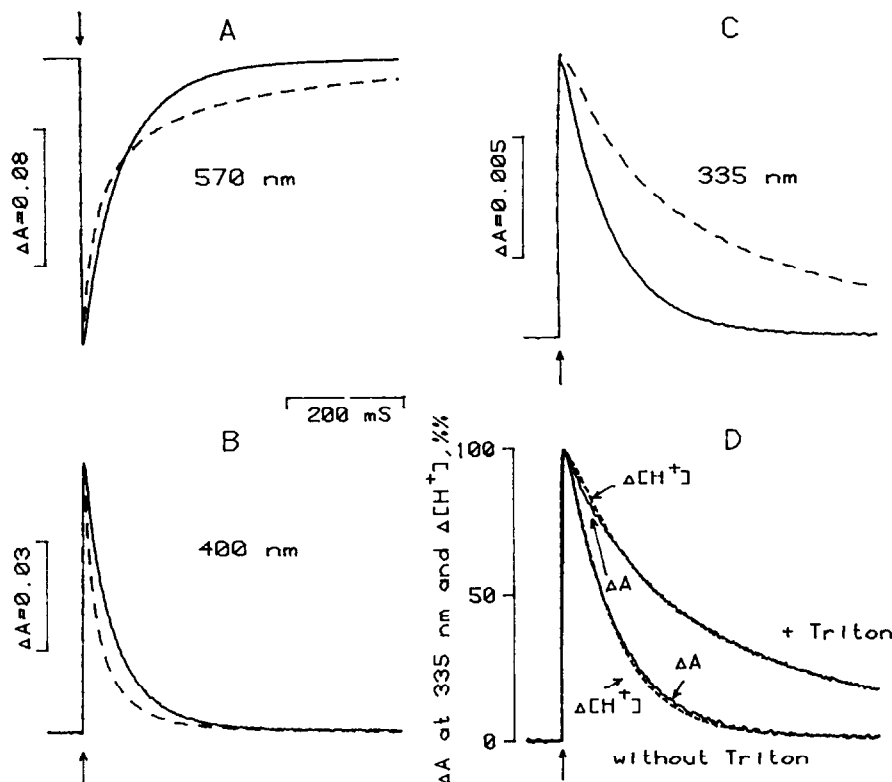 A
C
ΔA=0.08
570 nm
ΔA=0.005
335 nm
200 mS
B
D
ΔA=0.03
400 nm
ΔA at 335 nm and Δ[H⁺],%%
100
50
0
Δ[H⁺]
ΔA
+ Triton
ΔA
Δ[H⁺]
without Triton